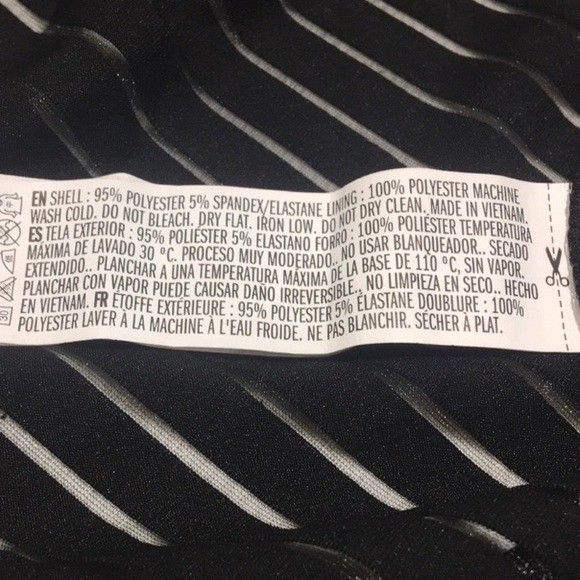 EN SHELL : 95% POLYESTER 5% SPANDEX/ELASTANE LINING : 100% POLYESTER MACHINE
WASH COLD. DO NOT BLEACH. DRY FLAT. IRON LOW. DO NOT DRY CLEAN. MADE IN VIETNAM.
ES TELA EXTERIOR : 95% POLIÉSTER 5% ELASTANO FORRO : 100% POLIÉSTER TEMPERATURA
MÁXIMA DE LAVADO 30 ºC. PROCESO MUY MODERADO.. NO USAR BLANQUEADOR.. SECADO
EXTENDIDO.. PLANCHAR A UNA TEMPERATURA MÁXIMA DE LA BASE DE 110 ºC, SIN VAPOR.
PLANCHAR CON VAPOR PUEDE CAUSAR DAÑO IRREVERSIBLE.. NO LIMPIEZA EN SECO.. HECHO
EN VIETNAM. FR ÉTOFFE EXTÉRIEURE : 95% POLYESTER 5% ÉLASTANE DOUBLURE : 100%
POLYESTER LAVER À LA MACHINE À L'EAU FROIDE. NE PAS BLANCHIR. SÉCHER À PLAT.
30